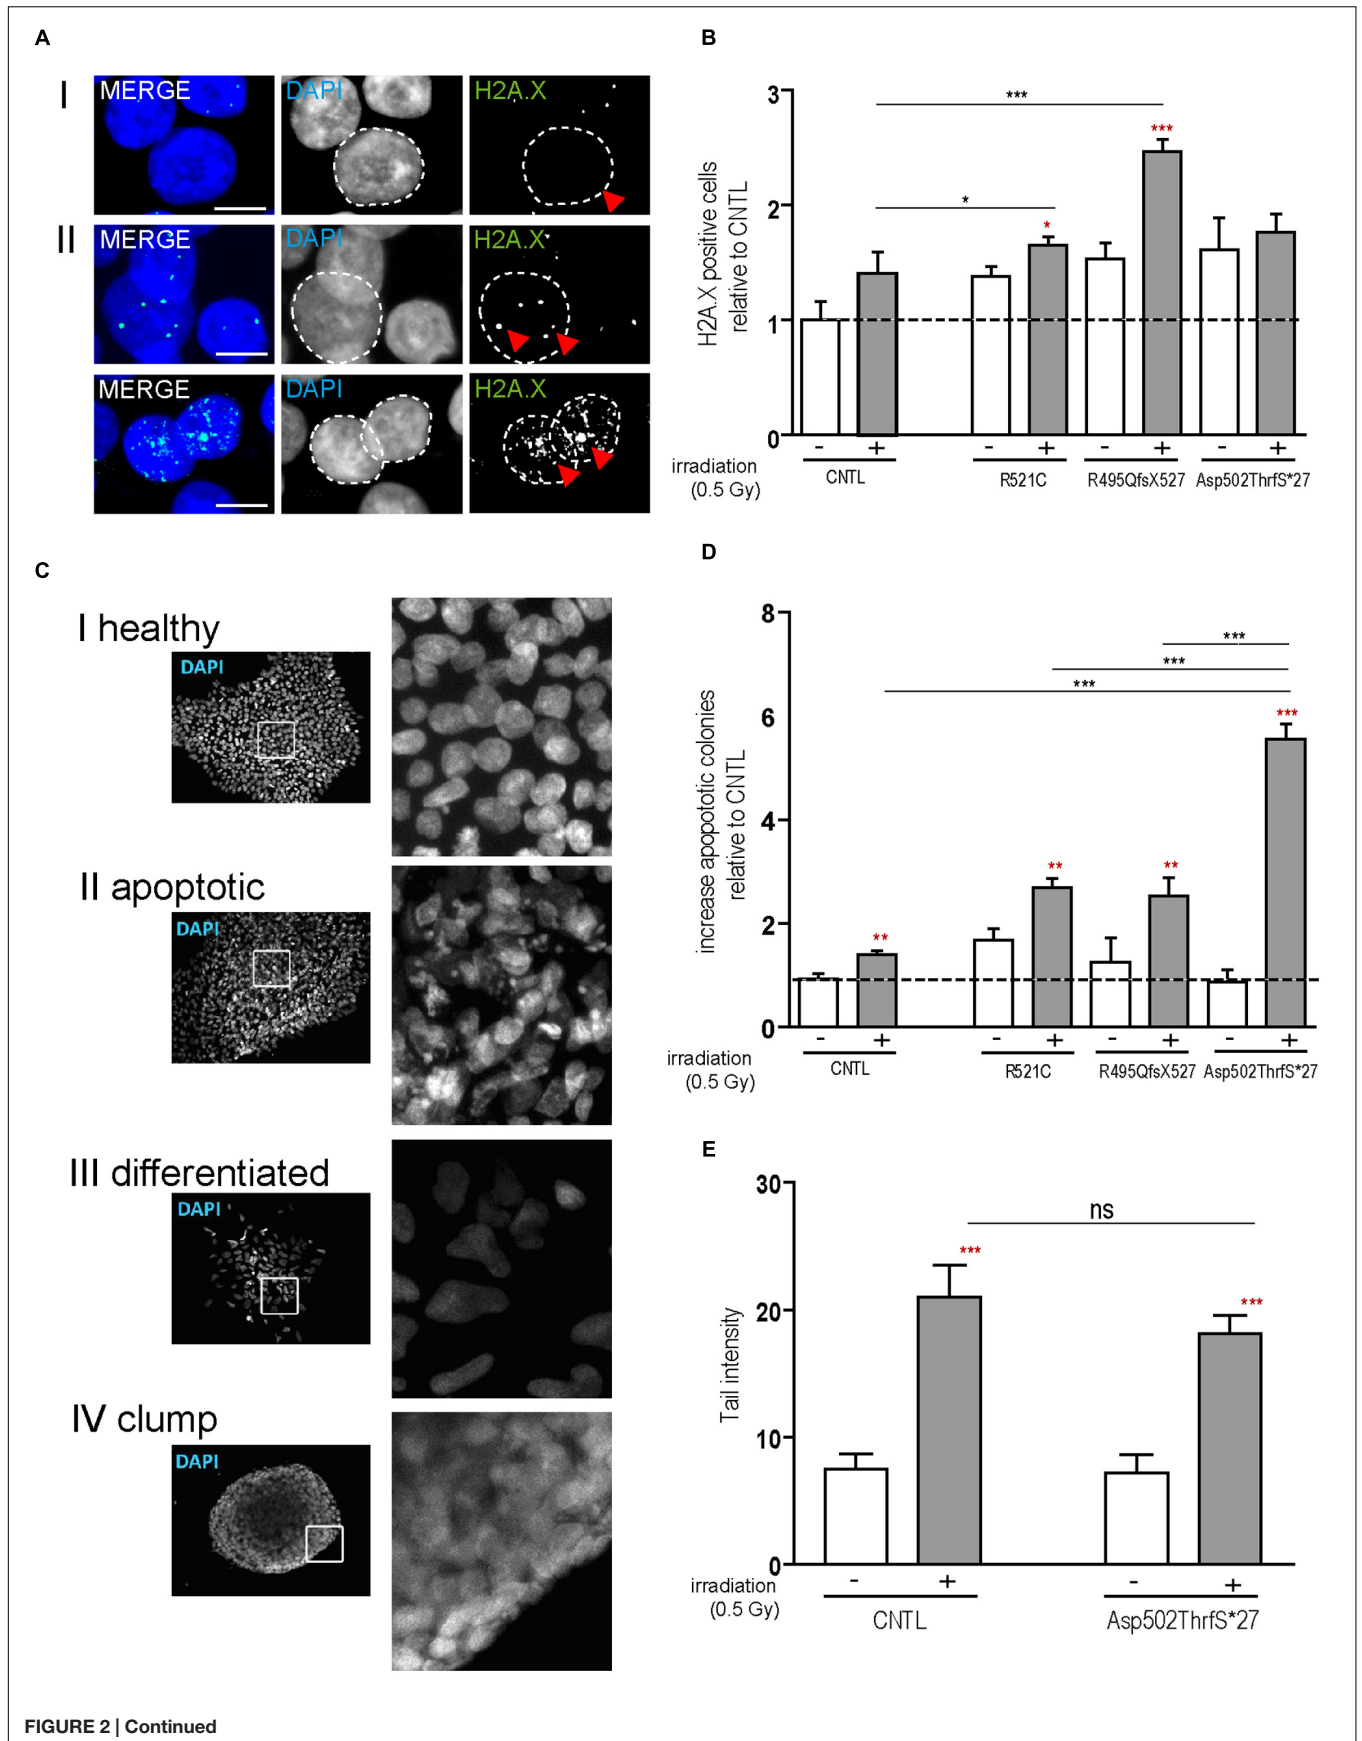 A
I
MERGE
DAPI
H2A.X
II
MERGE
DAPI
H2A.X
MERGE
DAPI
H2A.X
B
H2A.X positive cells
relative to CNTL
3
2
1
0
***
*
*
***
- + - + - + - +
irradiation
(0.5 Gy)
CNTL
R521C
R495QfsX527
Asp502ThrfS*27
C
I healthy
DAPI
II apoptotic
DAPI
III differentiated
DAPI
IV clump
DAPI
D
increase apopototic colonies
relative to CNTL
8
6
4
2
0
***
***
***
**
**
**
***
- + - + - + - +
irradiation
(0.5 Gy)
CNTL
R521C
R495QfsX527
Asp502ThrfS*27
E
Tail intensity
30
20
10
0
ns
***
***
- + - +
irradiation
(0.5 Gy)
CNTL
Asp502ThrfS*27
FIGURE 2 | Continued